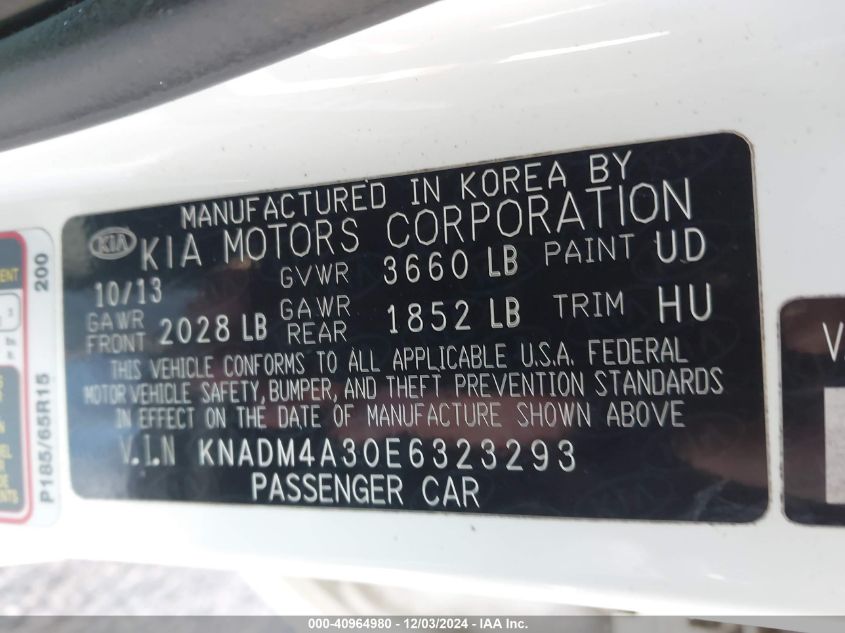 MANUFACTURED IN KOREA BY
KIA KIA MOTORS CORPORATION
10/13 GVWR 3660 LB PAINT UD
GAWR FRONT 2028 LB GAWR REAR 1852 LB TRIM HU
THIS VEHICLE CONFORMS TO ALL APPLICABLE U.S.A. FEDERAL
MOTOR VEHICLE SAFETY, BUMPER, AND THEFT PREVENTION STANDARDS
IN EFFECT ON THE DATE OF MANUFACTURE SHOWN ABOVE
V.I.N KNADM4A30E6323293
PASSENGER CAR
P185/65R15 200
000-40964980 - 12/03/2024 - IAA Inc.